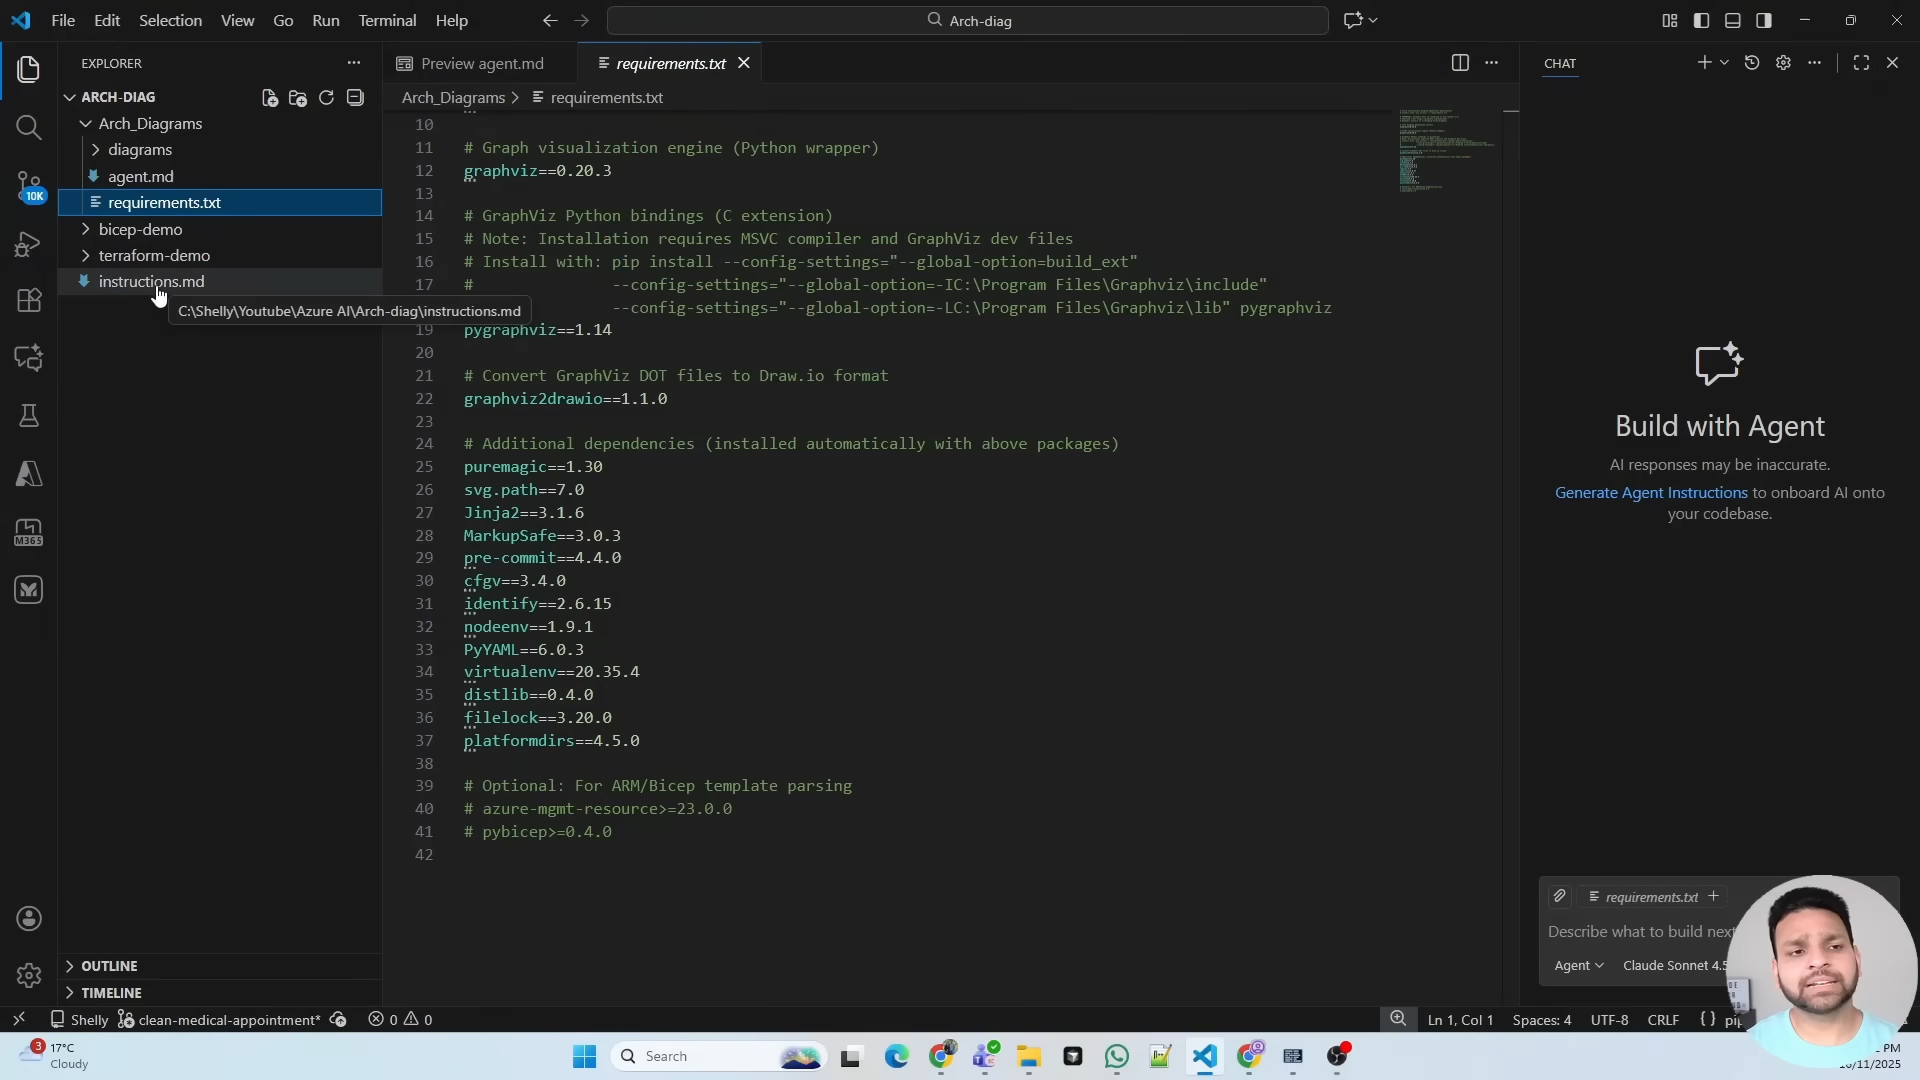 File Edit Selection View Go Run Terminal Help
Arch-diag
EXPLORER
Preview agent.md
requirements.txt
CHAT
ARCH-DIAG
Arch_Diagrams > requirements.txt
Arch_Diagrams
diagrams
agent.md
requirements.txt
bicep-demo
terraform-demo
instructions.md
C:\Shelly\Youtube\Azure AI\Arch-diag\instructions.md
10K
M365
10
11 # Graph visualization engine (Python wrapper)
12 graphviz==0.20.3
13
14 # GraphViz Python bindings (C extension)
15 # Note: Installation requires MSVC compiler and GraphViz dev files
16 # Install with: pip install --config-settings="--global-option=build_ext"
17 # --config-settings="--global-option=-IC:\Program Files\Graphviz\include"
--config-settings="--global-option=-LC:\Program Files\Graphviz\lib" pygraphviz
19 pygraphviz==1.14
20
21 # Convert GraphViz DOT files to Draw.io format
22 graphviz2drawio==1.1.0
23
24 # Additional dependencies (installed automatically with above packages)
25 puremagic==1.30
26 svg.path==7.0
27 Jinja2==3.1.6
28 MarkupSafe==3.0.3
29 pre-commit==4.4.0
30 cfgv==3.4.0
31 identify==2.6.15
32 nodeenv==1.9.1
33 PyYAML==6.0.3
34 virtualenv==20.35.4
35 distlib==0.4.0
36 filelock==3.20.0
37 platformdirs==4.5.0
38
39 # Optional: For ARM/Bicep template parsing
40 # azure-mgmt-resource>=23.0.0
41 # pybicep>=0.4.0
42
Build with Agent
AI responses may be inaccurate.
Generate Agent Instructions to onboard AI onto
your codebase.
requirements.txt +
Describe what to build next
Agent
Claude Sonnet 4.5
OUTLINE
TIMELINE
Shelly clean-medical-appointment* 0 0
Ln 1, Col 1 Spaces: 4 UTF-8 CRLF { }
3
17°C
Cloudy
Search
PM
/11/2025